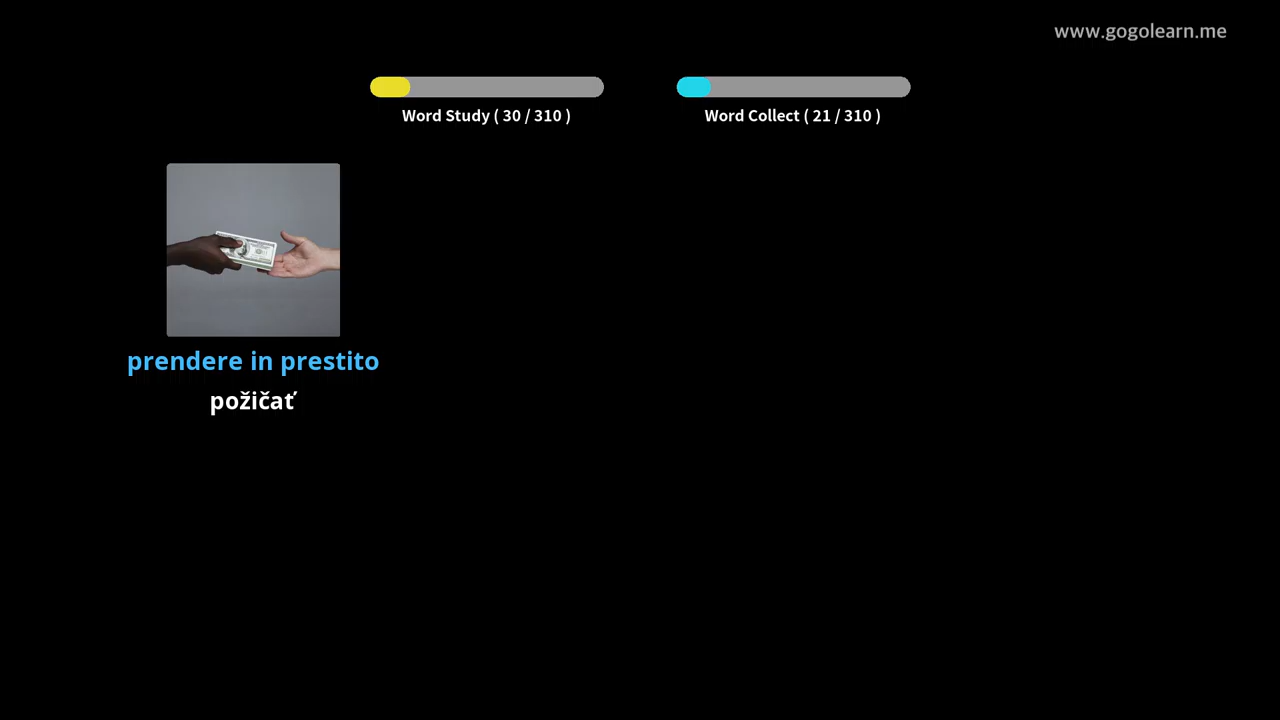 www.gogolearn.me
Word Study ( 30 / 310 )
Word Collect ( 21 / 310 )
prendere in prestito
požičať